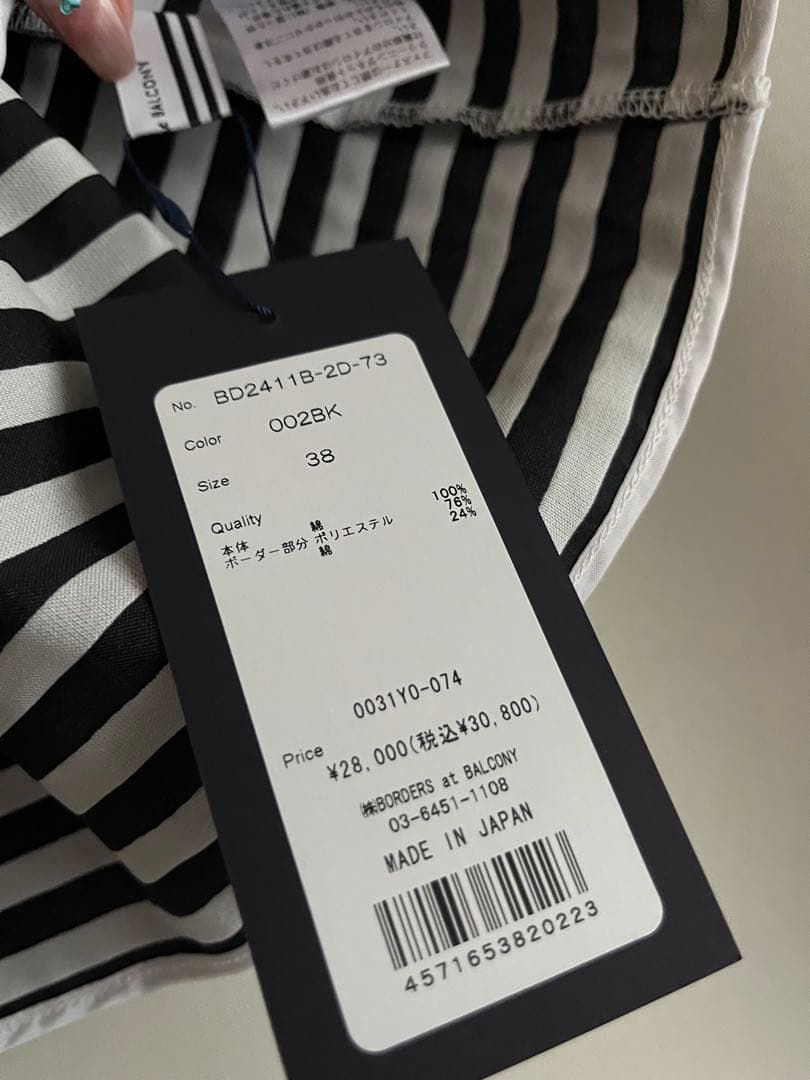 BALCONY
No. BD2411B-2D-73
Color 002BK
Size 38
Quality
本体 綿 100%
ボーダー部分 ポリエステル 76%
綿 24%
0031Y0-074
Price ¥28,000(税込¥30,800)
㈱BORDERS at BALCONY
03-6451-1108
MADE IN JAPAN
4571653820223